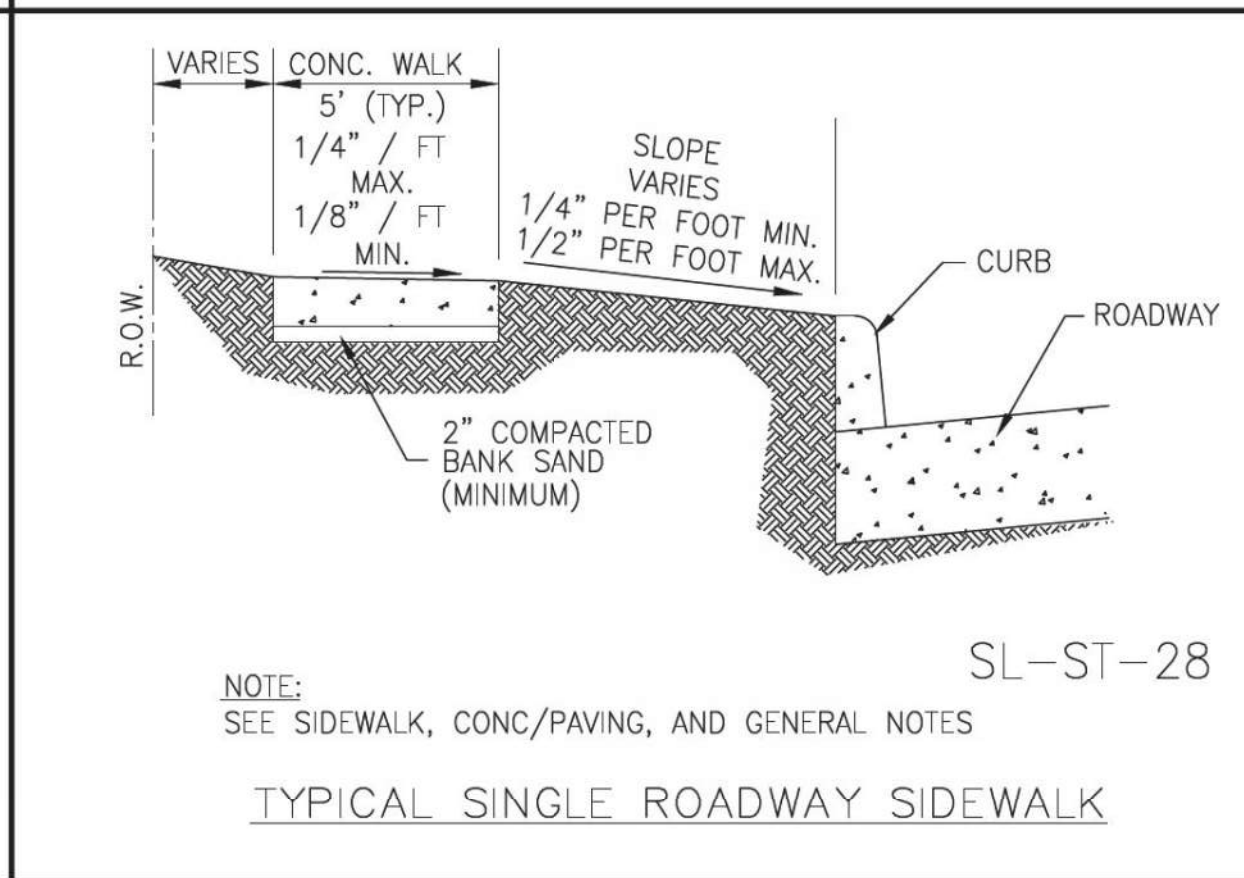 VARIES
CONC. WALK
5' (TYP.)
1/4" / FT
MAX.
1/8" / FT
MIN.
SLOPE
VARIES
1/4" PER FOOT MIN.
1/2" PER FOOT MAX.
CURB
ROADWAY
R.O.W.
2" COMPACTED
BANK SAND
(MINIMUM)
SL-ST-28
NOTE:
SEE SIDEWALK, CONC/PAVING, AND GENERAL NOTES
TYPICAL SINGLE ROADWAY SIDEWALK